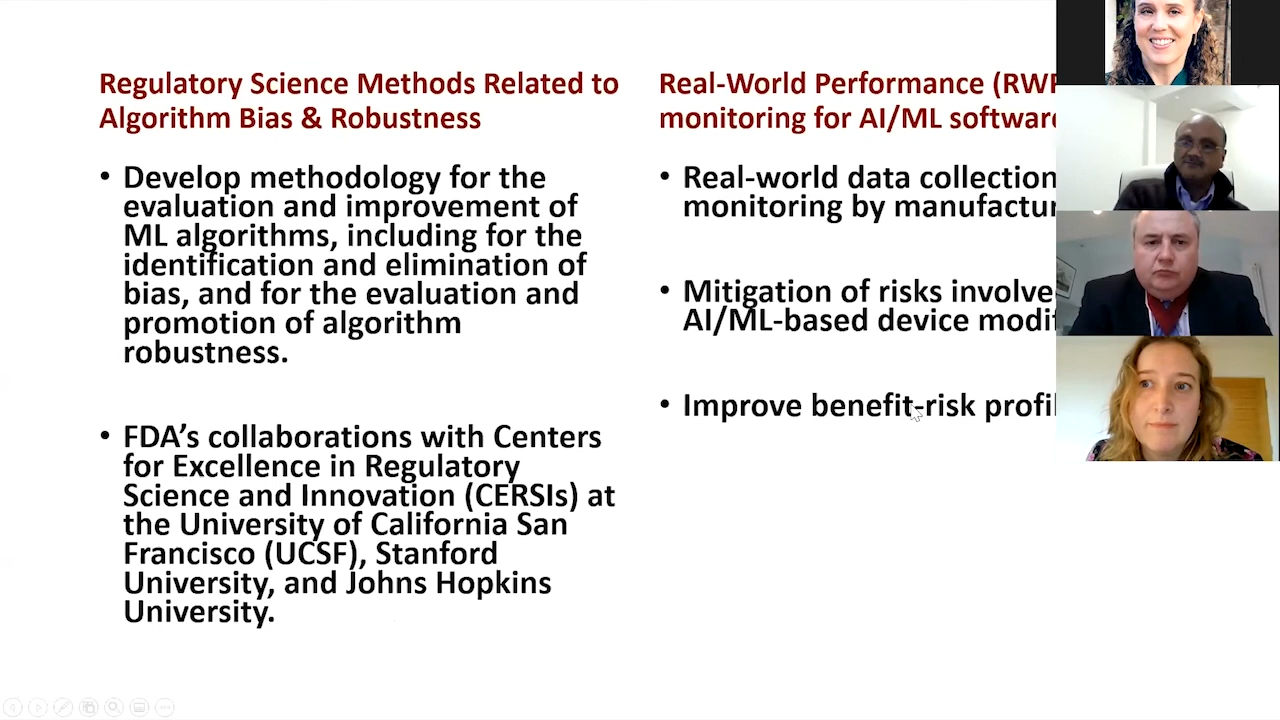 Regulatory Science Methods Related to
Algorithm Bias & Robustness
• Develop methodology for the
evaluation and improvement of
ML algorithms, including for the
identification and elimination of
bias, and for the evaluation and
promotion of algorithm
robustness.
• FDA’s collaborations with Centers
for Excellence in Regulatory
Science and Innovation (CERSIs) at
the University of California San
Francisco (UCSF), Stanford
University, and Johns Hopkins
University.
Real-World Performance
monitoring for AI/ML software
• Real-world data collection
monitoring by
• Mitigation of risks
AI/ML-based device
• Improve benefit-risk